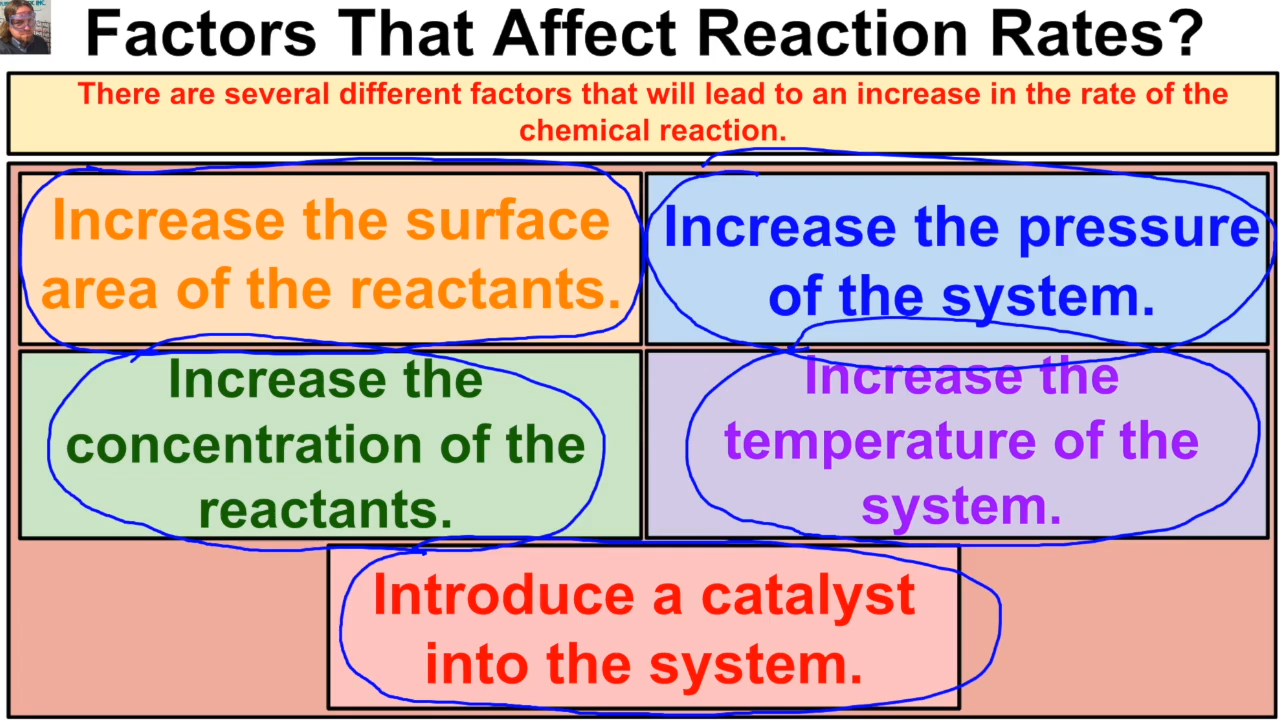 Factors That Affect Reaction Rates?
There are several different factors that will lead to an increase in the rate of the
chemical reaction.
Increase the surface
area of the reactants.
Increase the pressure
of the system.
Increase the
concentration of the
reactants.
Increase the
temperature of the
system.
Introduce a catalyst
into the system.